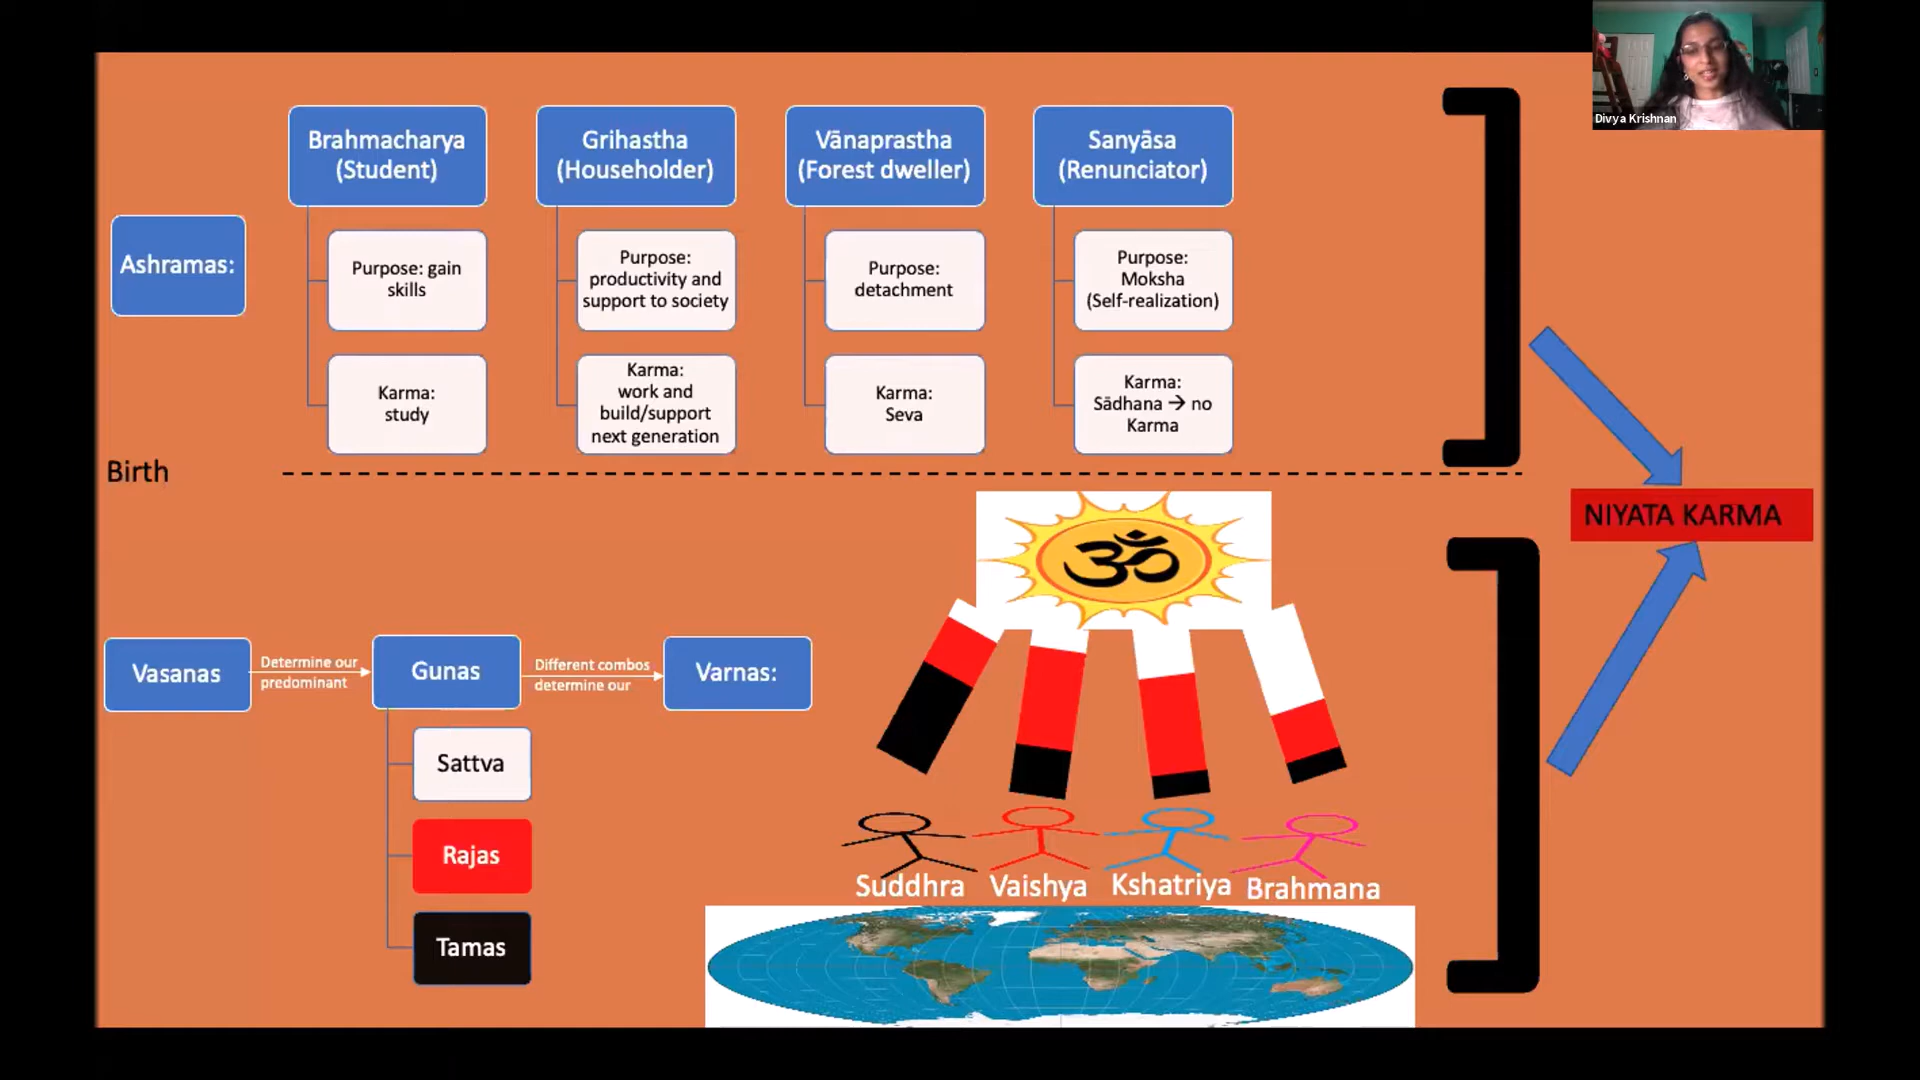 Divya Krishnan
Brahmacharya
(Student)
Grihastha
(Householder)
Vānaprastha
(Forest dweller)
Sanyāsa
(Renunciator)
Ashramas:
Purpose: gain
skills
Purpose:
productivity and
support to society
Purpose:
detachment
Purpose:
Moksha
(Self-realization)
Karma:
study
Karma:
work and
build/support
next generation
Karma:
Seva
Karma:
Sādhana → no
Karma
Birth
NIYATA KARMA
ॐ
Vasanas
Determine our
predominant
Gunas
Different combos
determine our
Varnas:
Sattva
Rajas
Tamas
Suddhra
Vaishya
Kshatriya
Brahmana